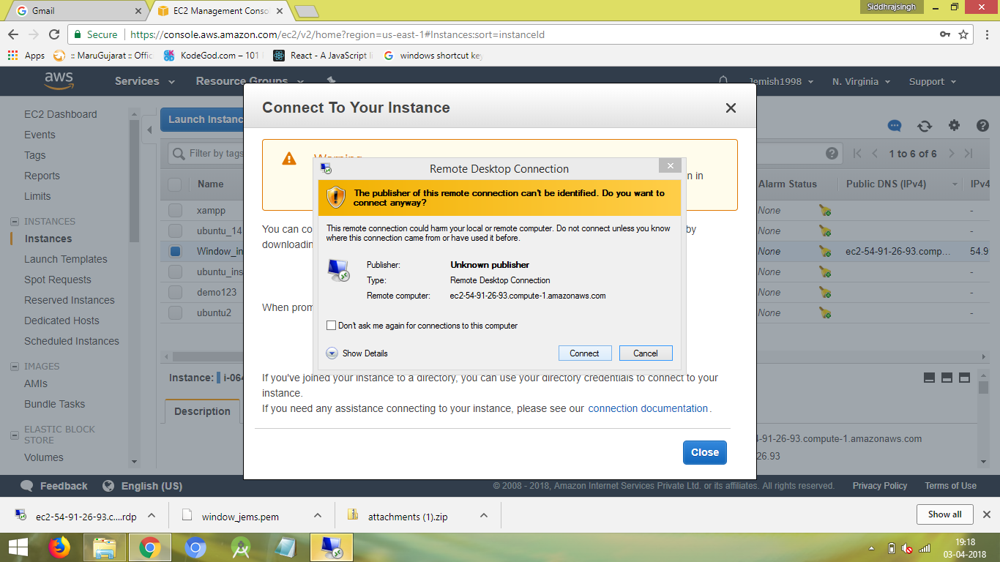 Gmail
EC2 Management Conso
Siddhrajsingh
Secure
https://console.aws.amazon.com/ec2/v2/home?region=us-east-1#Instances:sort=instanceId
Apps
:: MaruGujarat :: Offic
KodeGod.com – 101
React - A JavaScript li
windows shortcut key
aws
Services
Resource Groups
Jemish1998
N. Virginia
Support
EC2 Dashboard
Events
Tags
Reports
Limits
INSTANCES
Instances
Launch Templates
Spot Requests
Reserved Instances
Dedicated Hosts
Scheduled Instances
IMAGES
AMIs
Bundle Tasks
ELASTIC BLOCK
STORE
Volumes
Launch Instanc
Filter by tags
1 to 6 of 6
Name
Alarm Status
Public DNS (IPv4)
IPv4
xampp
None
-
ubuntu_14
None
-
Window_in
None
ec2-54-91-26-93.comp...
54.9
ubuntu_ins
None
-
demo123
None
-
ubuntu2
None
-
Instance:
i-064
Description
4-91-26-93.compute-1.amazonaws.com
26.93
Connect To Your Instance
Warning
n in
You can co
by
downloadin
When prom
If you've joined your instance to a directory, you can use your directory credentials to connect to your
instance.
If you need any assistance connecting to your instance, please see our connection documentation.
Close
Remote Desktop Connection
The publisher of this remote connection can't be identified. Do you want to
connect anyway?
This remote connection could harm your local or remote computer. Do not connect unless you know
where this connection came from or have used it before.
Publisher:
Unknown publisher
Type:
Remote Desktop Connection
Remote computer:
ec2-54-91-26-93.compute-1.amazonaws.com
Don't ask me again for connections to this computer
Show Details
Connect
Cancel
Feedback
English (US)
© 2008 - 2018, Amazon Internet Services Private Ltd. or its affiliates. All rights reserved.
Privacy Policy
Terms of Use
ec2-54-91-26-93.c....rdp
window_jems.pem
attachments (1).zip
Show all
19:18
03-04-2018